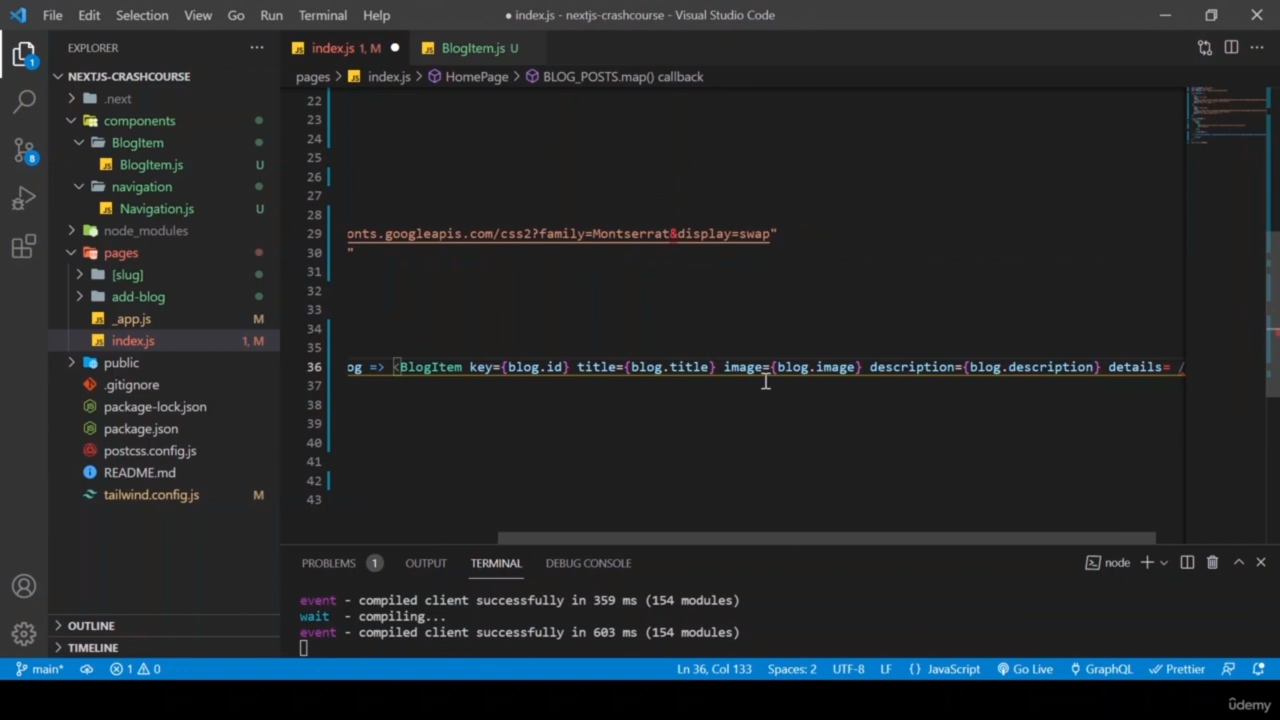 File Edit Selection View Go Run Terminal Help
● index.js - nextjs-crashcourse - Visual Studio Code
EXPLORER
index.js 1, M
BlogItem.js U
NEXTJS-CRASHCOURSE
pages > index.js > HomePage > BLOG_POSTS.map() callback
.next
components
BlogItem
BlogItem.js U
navigation
Navigation.js U
node_modules
pages
[slug]
add-blog
_app.js M
index.js 1, M
public
.gitignore
package-lock.json
package.json
postcss.config.js
README.md
tailwind.config.js M
OUTLINE
TIMELINE
22
23
24
25
26
27
28
29 onts.googleapis.com/css2?family=Montserrat&display=swap"
30 "
31
32
33
34
35
36 og => <BlogItem key={blog.id} title={blog.title} image={blog.image} description={blog.description} details= /
37
38
39
40
41
42
43
PROBLEMS 1 OUTPUT TERMINAL DEBUG CONSOLE
node
event - compiled client successfully in 359 ms (154 modules)
wait - compiling...
event - compiled client successfully in 603 ms (154 modules)
1
8
main* 1 0
Ln 36, Col 133 Spaces: 2 UTF-8 LF {} JavaScript Go Live GraphQL Prettier
ûdemy